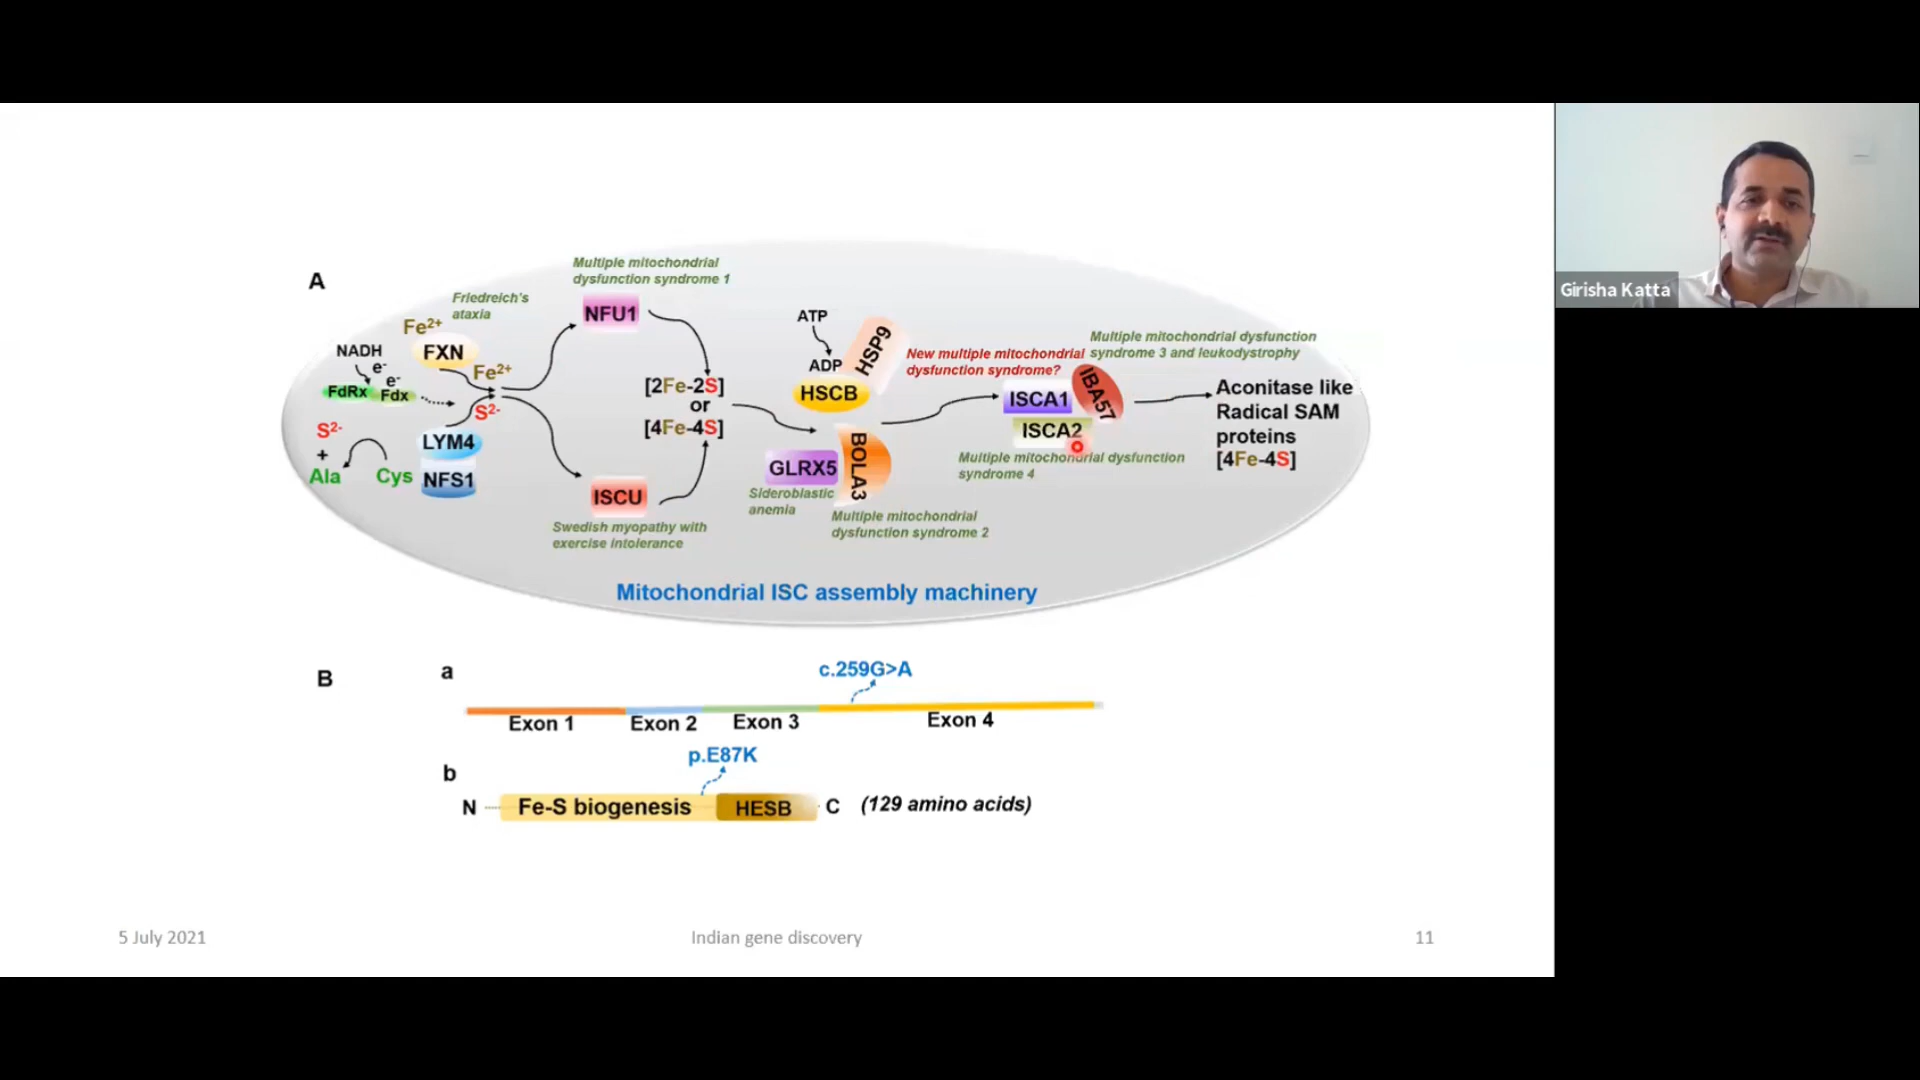 A
Multiple mitochondrial
dysfunction syndrome 1
Friedreich's
ataxia
Fe2+
NFU1
NADH
e-
FXN
Fe2+
e-
FdRx
Fdx
S2-
S2-
+
Ala
Cys
LYM4
NFS1
ISCU
Swedish myopathy with
exercise intolerance
[2Fe-2S]
or
[4Fe-4S]
ATP
ADP
HSP9
HSCB
GLRX5
BOLA3
Sideroblastic
anemia
Multiple mitochondrial
dysfunction syndrome 2
New multiple mitochondrial
dysfunction syndrome?
Multiple mitochondrial dysfunction
syndrome 3 and leukodystrophy
ISCA1
IBA57
ISCA2
Multiple mitochondrial dysfunction
syndrome 4
Aconitase like
Radical SAM
proteins
[4Fe-4S]
Mitochondrial ISC assembly machinery
B
a
c.259G>A
Exon 1
Exon 2
Exon 3
Exon 4
p.E87K
b
N
Fe-S biogenesis
HESB
C
(129 amino acids)
5 July 2021
Indian gene discovery
11
Girisha Katta